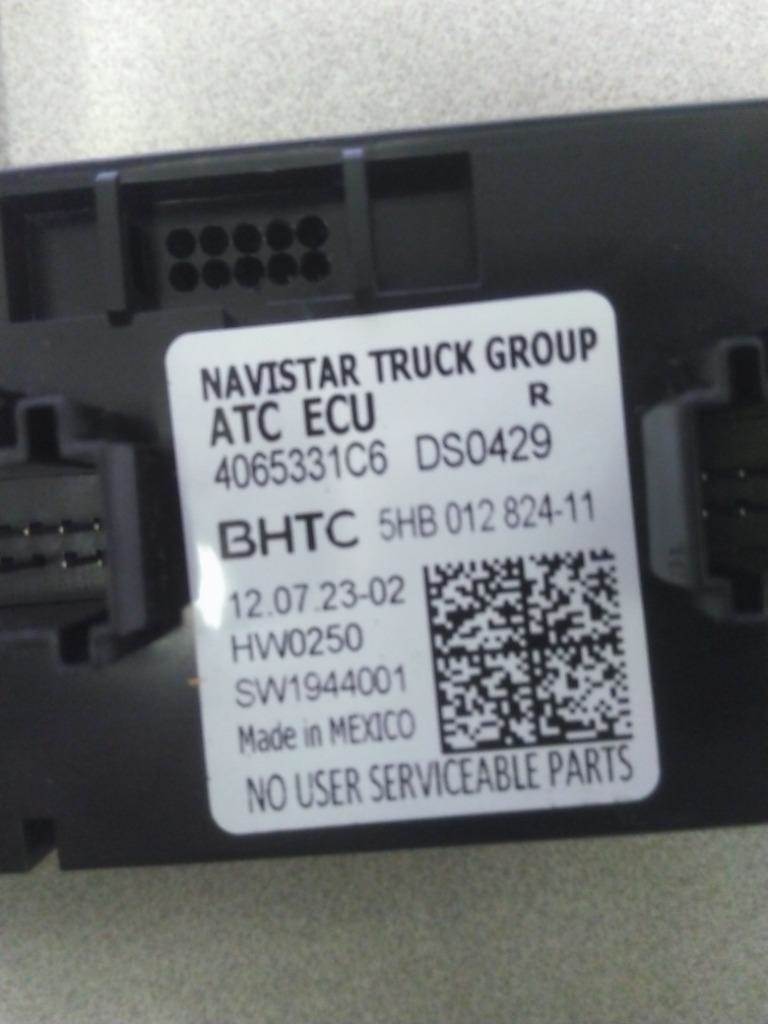 NAVISTAR TRUCK GROUP
ATC ECU R
4065331C6 DS0429
BHTC 5HB 012 824-11
12.07.23-02
HW0250
SW1944001
Made in MEXICO
NO USER SERVICEABLE PARTS